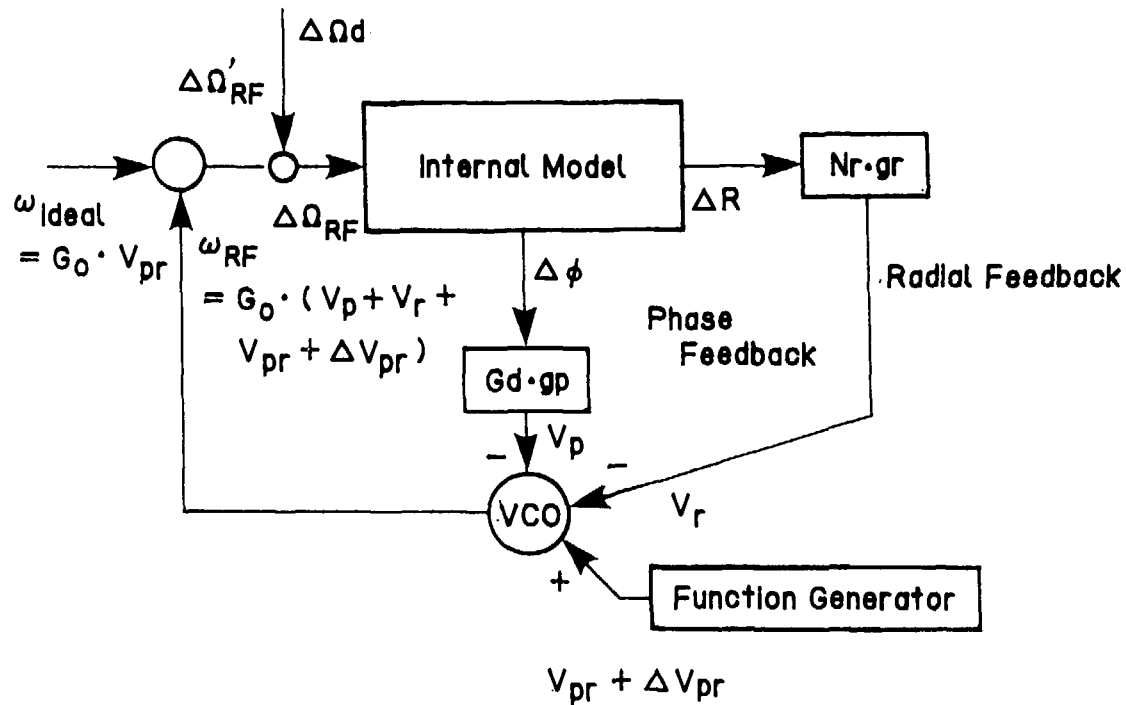 ΔΩd
ΔΩ'RF
Internal Model
Nr·gr
ωIdeal
= Go · Vpr
ΔΩRF
ΔR
ωRF
= Go · ( Vp + Vr +
Vpr + ΔVpr )
Δϕ
Radial Feedback
Phase
Feedback
Gd·gp
Vp
−
−
VCO
Vr
+
Function Generator
Vpr + ΔVpr